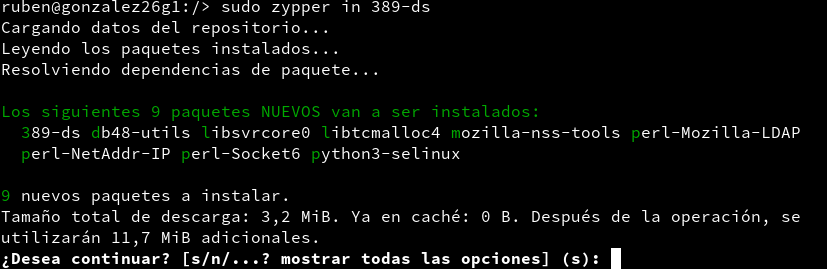 ruben@gonzalez26g1:/> sudo zypper in 389-ds
Cargando datos del repositorio...
Leyendo los paquetes instalados...
Resolviendo dependencias de paquete...
Los siguientes 9 paquetes NUEVOS van a ser instalados:
389-ds db48-utils libsvrcore0 libtcmalloc4 mozilla-nss-tools perl-Mozilla-LDAP
perl-NetAddr-IP perl-Socket6 python3-selinux
9 nuevos paquetes a instalar.
Tamaño total de descarga: 3,2 MiB. Ya en caché: 0 B. Después de la operación, se
utilizarán 11,7 MiB adicionales.
¿Desea continuar? [s/n/...? mostrar todas las opciones] (s):